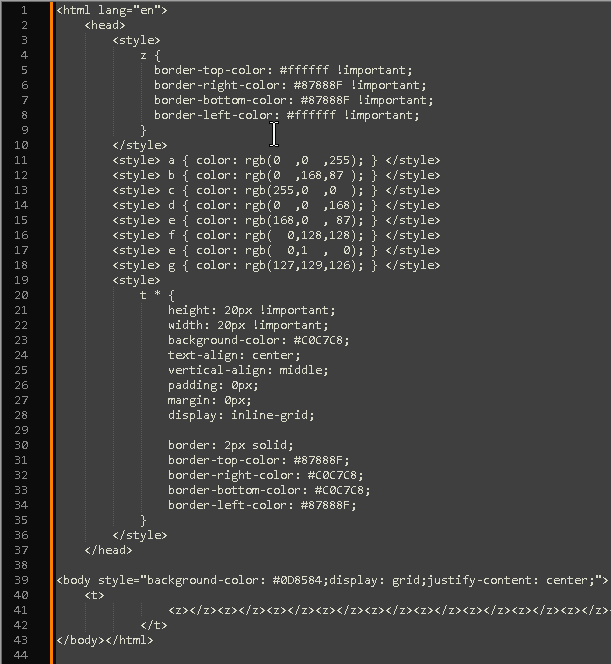 1 <html lang="en">
2     <head>
3         <style>
4             z {
5               border-top-color: #ffffff !important;
6               border-right-color: #87888F !important;
7               border-bottom-color: #87888F !important;
8               border-left-color: #ffffff !important;
9             }
10         </style>
11         <style> a { color: rgb(0  ,0  ,255); } </style>
12         <style> b { color: rgb(0  ,168,87 ); } </style>
13         <style> c { color: rgb(255,0  ,0  ); } </style>
14         <style> d { color: rgb(0  ,0  ,168); } </style>
15         <style> e { color: rgb(168,0  , 87); } </style>
16         <style> f { color: rgb(  0,128,128); } </style>
17         <style> e { color: rgb(  0,1  ,  0); } </style>
18         <style> g { color: rgb(127,129,126); } </style>
19         <style>
20             t * {
21                 height: 20px !important;
22                 width: 20px !important;
23                 background-color: #C0C7C8;
24                 text-align: center;
25                 vertical-align: middle;
26                 padding: 0px;
27                 margin: 0px;
28                 display: inline-grid;
29
30                 border: 2px solid;
31                 border-top-color: #87888F;
32                 border-right-color: #C0C7C8;
33                 border-bottom-color: #C0C7C8;
34                 border-left-color: #87888F;
35             }
36         </style>
37     </head>
38
39 <body style="background-color: #0D8584;display: grid;justify-content: center;">
40     <t>
41                 <z></z><z></z><z></z><z></z><z></z><z></z><z></z><z></z><z></z>
42             </t>
43 </body></html>
44